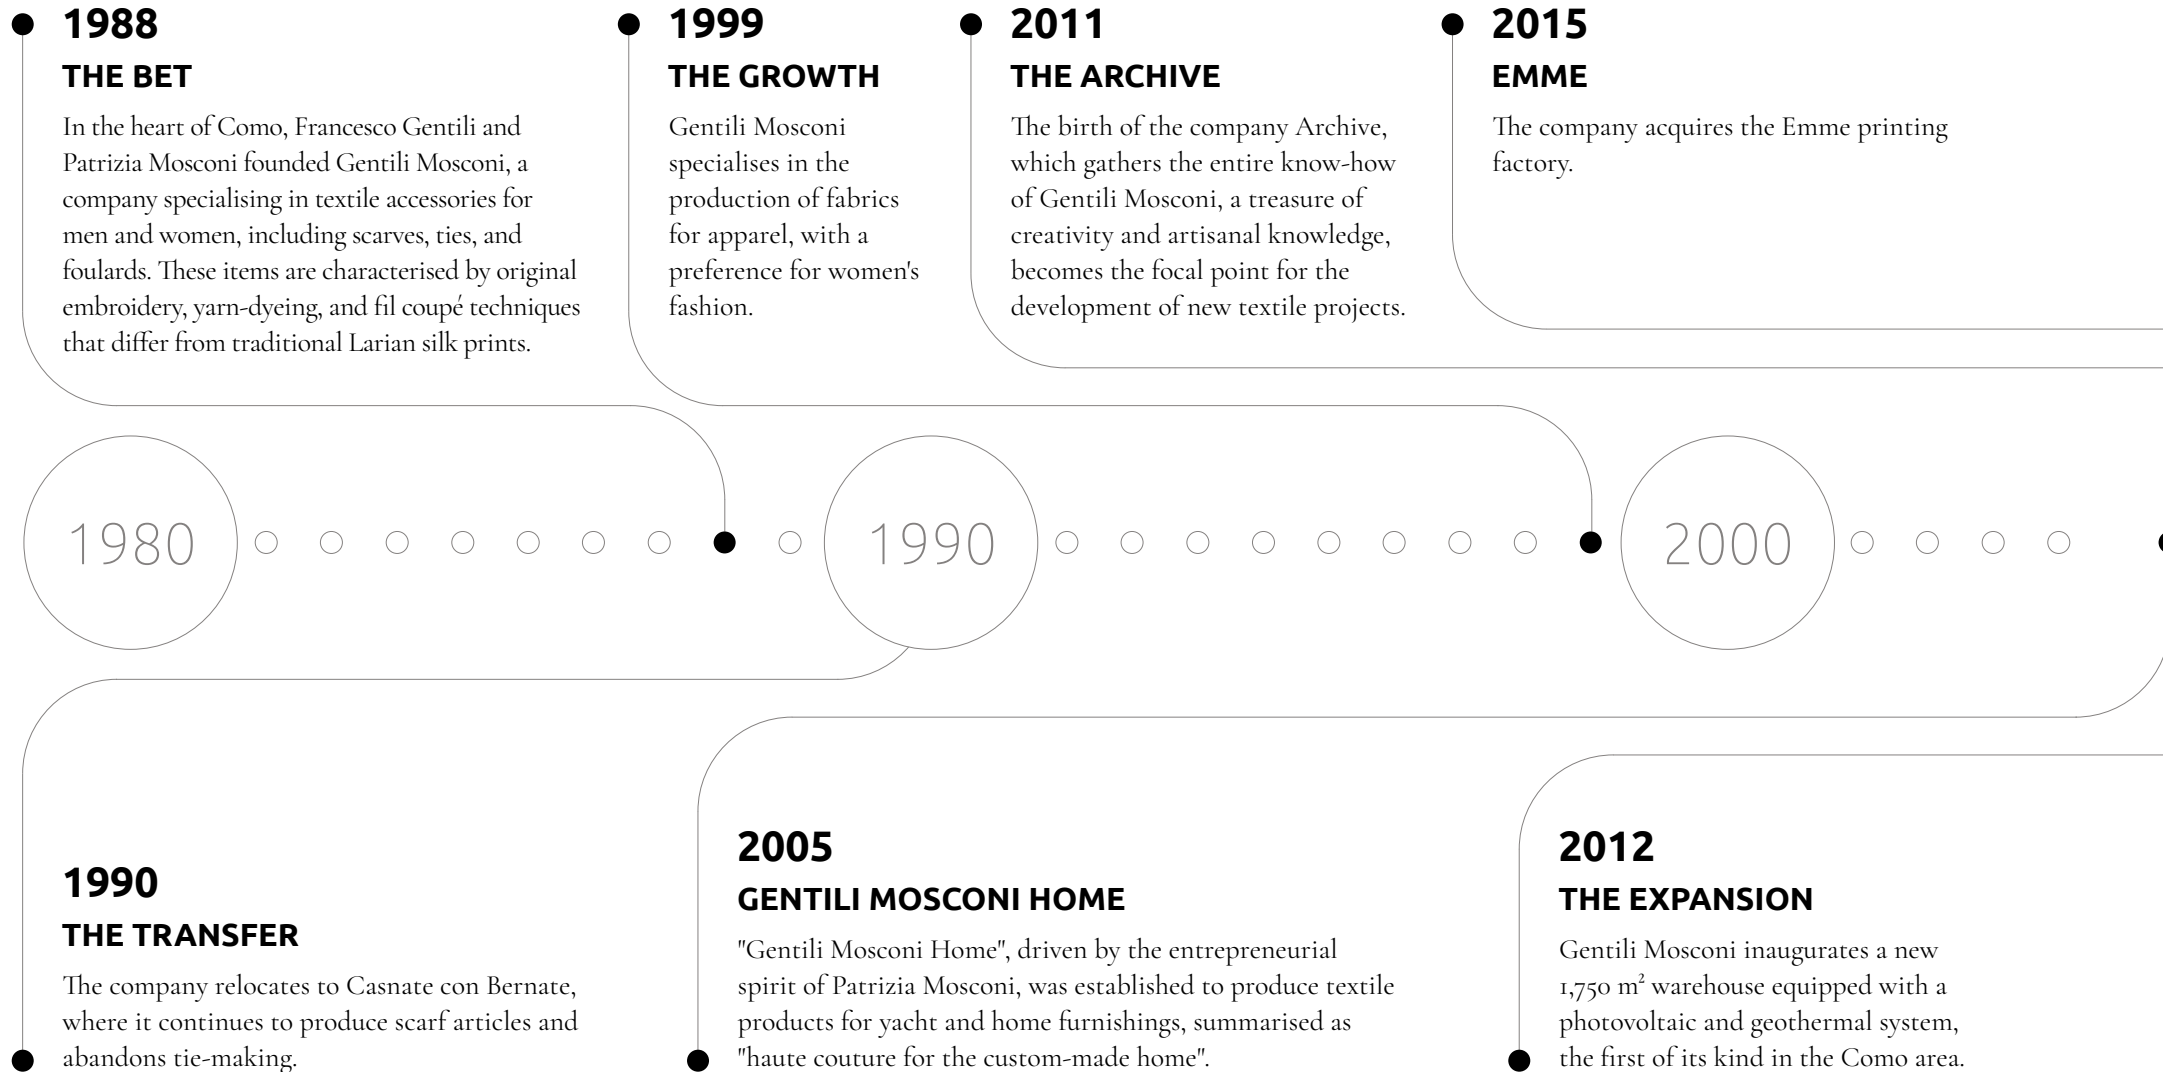 1988
THE BET
In the heart of Como, Francesco Gentili and
Patrizia Mosconi founded Gentili Mosconi, a
company specialising in textile accessories for
men and women, including scarves, ties, and
foulards. These items are characterised by original
embroidery, yarn-dyeing, and fil coupé techniques
that differ from traditional Larian silk prints.
1999
THE GROWTH
Gentili Mosconi
specialises in the
production of fabrics
for apparel, with a
preference for women's
fashion.
2011
THE ARCHIVE
The birth of the company Archive,
which gathers the entire know-how
of Gentili Mosconi, a treasure of
creativity and artisanal knowledge,
becomes the focal point for the
development of new textile projects.
2015
EMME
The company acquires the Emme printing
factory.
1980
1990
2000
1990
THE TRANSFER
The company relocates to Casnate con Bernate,
where it continues to produce scarf articles and
abandons tie-making.
2005
GENTILI MOSCONI HOME
"Gentili Mosconi Home", driven by the entrepreneurial
spirit of Patrizia Mosconi, was established to produce textile
products for yacht and home furnishings, summarised as
"haute couture for the custom-made home".
2012
THE EXPANSION
Gentili Mosconi inaugurates a new
1,750 m² warehouse equipped with a
photovoltaic and geothermal system,
the first of its kind in the Como area.